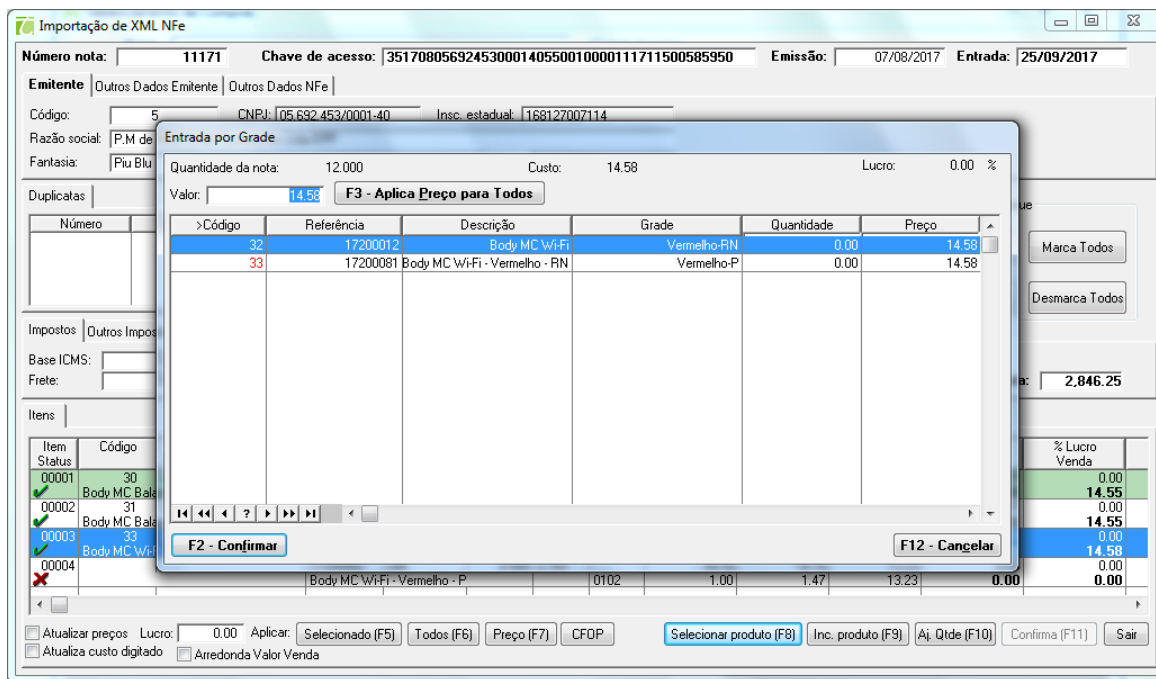 Importação de XML NFe
Número nota: 11171 Chave de acesso: 35170805692453000140550010000111711500585950 Emissão: 07/08/2017 Entrada: 25/09/2017
Emitente Outros Dados Emitente Outros Dados NFe
Código: 5 CNPJ: 05.692.453/0001-40 Insc. estadual: 168127007114
Razão social: P.M de
Fantasia: Piu Blu
Entrada por Grade
Quantidade da nota: 12.000 Custo: 14.58 Lucro: 0.00 %
Valor: 14.58 F3 - Aplica Preço para Todos
>Código Referência Descrição Grade Quantidade Preço
32 17200012 Body MC Wi-Fi Vermelho-RN 0.00 14.58
33 17200081 Body MC Wi-Fi - Vermelho - RN Vermelho-P 0.00 14.58
F2 - Confirmar F12 - Cancelar
Duplicatas ue
Número
Marca Todos
Desmarca Todos
Impostos Outros Impos
Base ICMS:
Frete: a: 2,846.25
Itens
Item Status Código % Lucro Venda
00001 30 0.00
Body MC Bala 14.55
00002 31 0.00
Body MC Bala 14.55
00003 33 0.00
Body MC Wi-F 14.58
00004 0.00
Body MC Wi-Fi - Vermelho - P 0102 1.00 1.47 13.23 0.00 0.00
Atualizar preços Lucro: 0.00 Aplicar: Selecionado (F5) Todos (F6) Preço (F7) CFOP Selecionar produto (F8) Inc. produto (F9) Aj. Qtde (F10) Confirma (F11) Sair
Atualiza custo digitado Arredonda Valor Venda